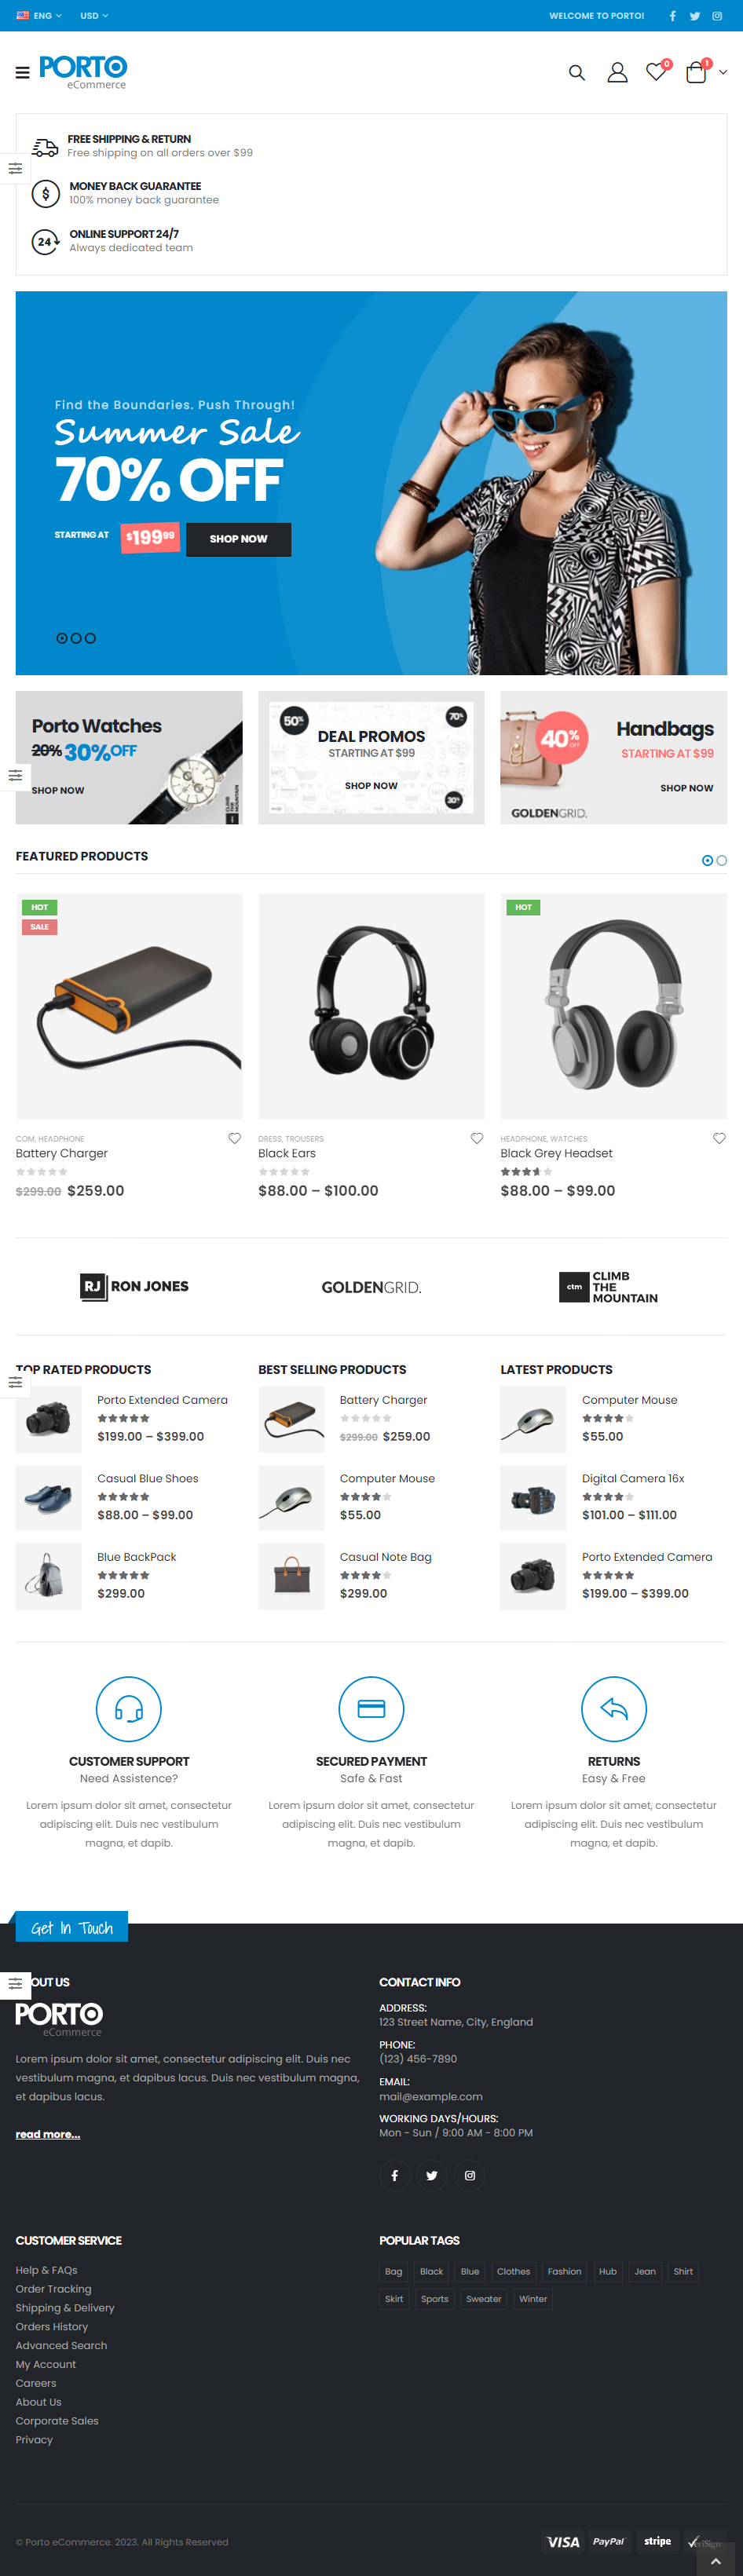 ENG USD WELCOME TO PORTO!
PORTO
eCommerce
0 1
FREE SHIPPING & RETURN
Free shipping on all orders over $99
$
MONEY BACK GUARANTEE
100% money back guarantee
24
ONLINE SUPPORT 24/7
Always dedicated team
Find the Boundaries. Push Through!
Summer Sale
70% OFF
STARTING AT $19999 SHOP NOW
Porto Watches
20% 30%OFF
SHOP NOW
CLIMB
THE
MOUNTAIN
50% 70%
DEAL PROMOS
STARTING AT $99
SHOP NOW
30%
40%
OFF
Handbags
STARTING AT $99
SHOP NOW
GOLDENGRID.
FEATURED PRODUCTS
HOT
SALE
HOT
COM, HEADPHONE
Battery Charger
$299.00 $259.00
DRESS, TROUSERS
Black Ears
$88.00 – $100.00
HEADPHONE, WATCHES
Black Grey Headset
$88.00 – $99.00
RJ RON JONES
GOLDENGRID.
ctm
CLIMB
THE
MOUNTAIN
TOP RATED PRODUCTS
Porto Extended Camera
$199.00 – $399.00
Casual Blue Shoes
$88.00 – $99.00
Blue BackPack
$299.00
BEST SELLING PRODUCTS
Battery Charger
$299.00 $259.00
Computer Mouse
$55.00
Casual Note Bag
$299.00
LATEST PRODUCTS
Computer Mouse
$55.00
Digital Camera 16x
$101.00 – $111.00
Porto Extended Camera
$199.00 – $399.00
CUSTOMER SUPPORT
Need Assistence?
Lorem ipsum dolor sit amet, consectetur
adipiscing elit. Duis nec vestibulum
magna, et dapib.
SECURED PAYMENT
Safe & Fast
Lorem ipsum dolor sit amet, consectetur
adipiscing elit. Duis nec vestibulum
magna, et dapib.
RETURNS
Easy & Free
Lorem ipsum dolor sit amet, consectetur
adipiscing elit. Duis nec vestibulum
magna, et dapib.
Get In Touch
OUT US
PORTO
eCommerce
Lorem ipsum dolor sit amet, consectetur adipiscing elit. Duis nec
vestibulum magna, et dapibus lacus. Duis nec vestibulum magna,
et dapibus lacus.
read more...
CONTACT INFO
ADDRESS:
123 Street Name, City, England
PHONE:
(123) 456-7890
EMAIL:
mail@example.com
WORKING DAYS/HOURS:
Mon - Sun / 9:00 AM - 8:00 PM
CUSTOMER SERVICE
Help & FAQs
Order Tracking
Shipping & Delivery
Orders History
Advanced Search
My Account
Careers
About Us
Corporate Sales
Privacy
POPULAR TAGS
Bag Black Blue Clothes Fashion Hub Jean Shirt
Skirt Sports Sweater Winter
© Porto eCommerce. 2023. All Rights Reserved
VISA PayPal stripe VeriSign